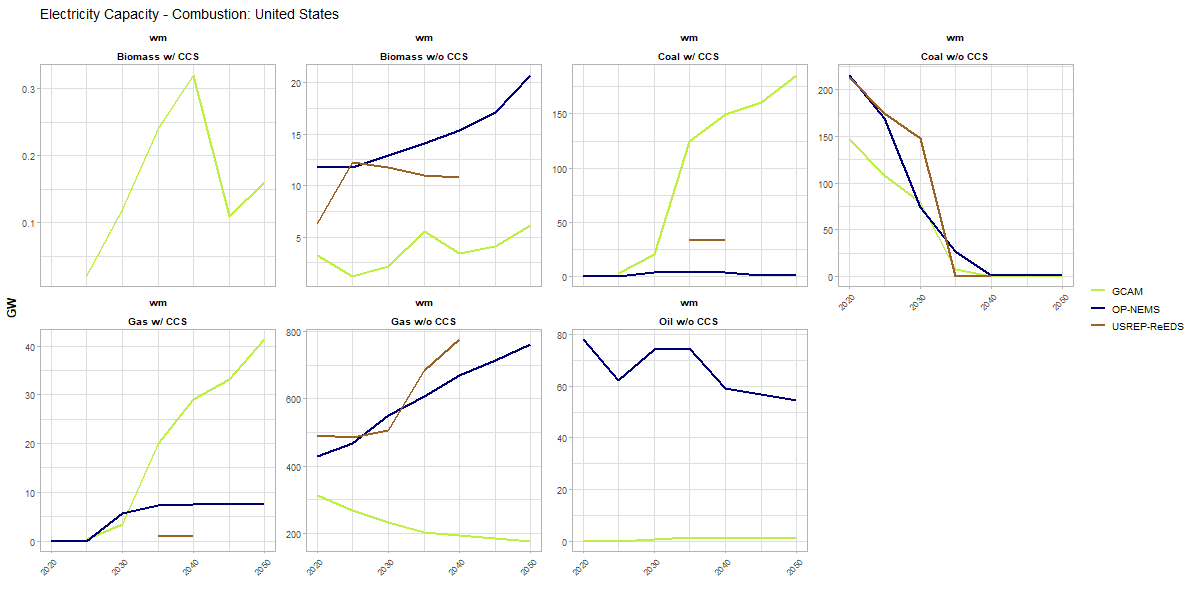 Electricity Capacity - Combustion: United States
wm
wm
wm
wm
Biomass w/ CCS
Biomass w/o CCS
Coal w/ CCS
Coal w/o CCS
0.3
0.2
0.1
20
15
10
5
150
100
50
0
200
150
100
50
0
2020
2030
2040
2050
GW
wm
wm
wm
Gas w/ CCS
Gas w/o CCS
Oil w/o CCS
40
30
20
10
0
800
600
400
200
80
60
40
20
0
2020
2030
2040
2050
2020
2030
2040
2050
2020
2030
2040
2050
GCAM
OP-NEMS
USREP-ReEDS